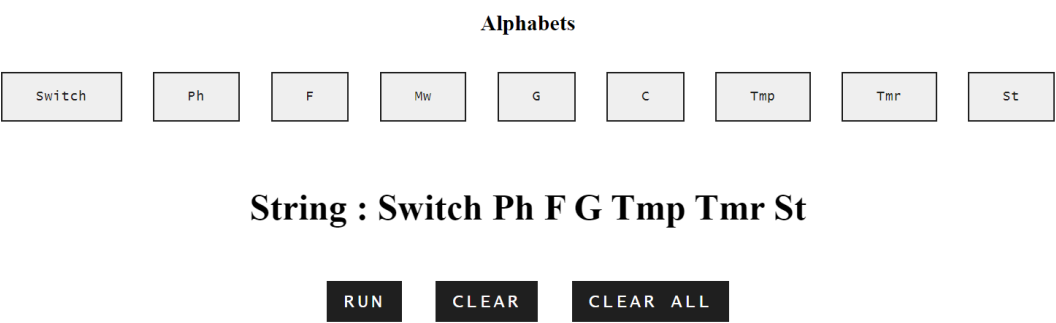 Alphabets
Switch Ph F Mw G C Tmp Tmr St
String : Switch Ph F G Tmp Tmr St
RUN CLEAR CLEAR ALL